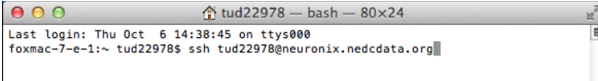 tud22978 — bash — 80×24
Last login: Thu Oct  6 14:38:45 on ttys000
foxmac-7-e-1:~ tud22978$ ssh tud22978@neuronix.nedcdata.org